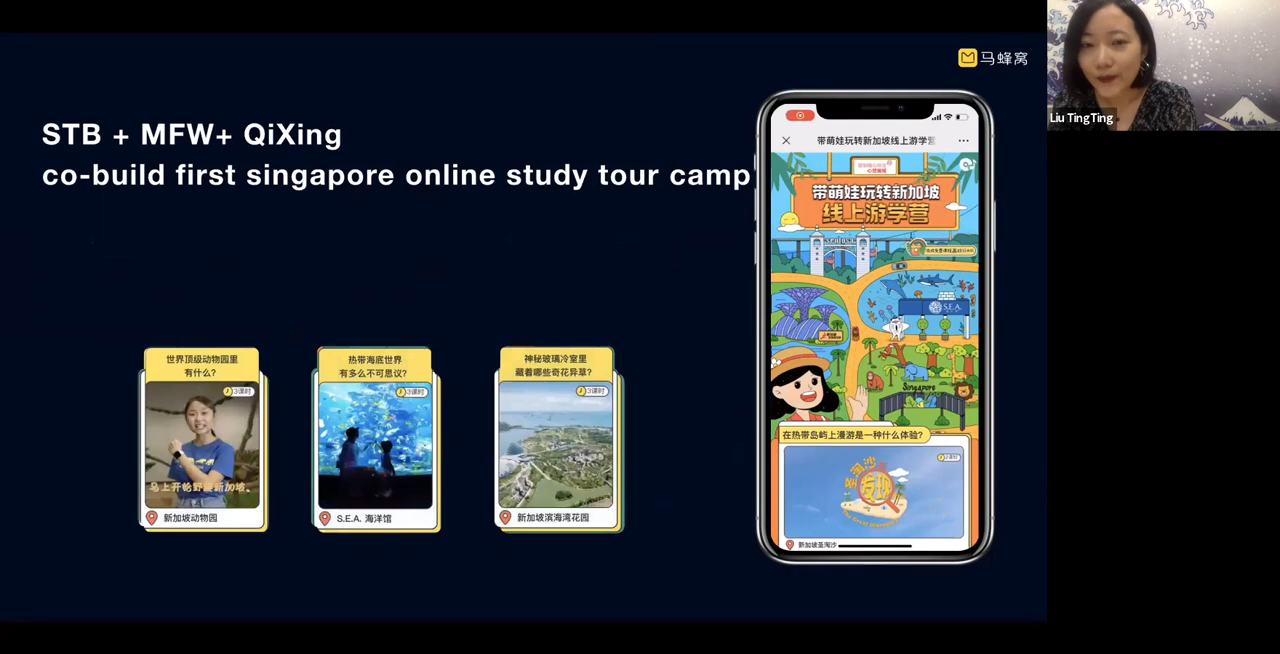 马蜂窝
Liu TingTing
STB + MFW+ QiXing
co-build first singapore online study tour camp
带萌娃玩转新加坡线上游学营
带萌娃玩转新加坡
线上游学营
S.E.A.
Singapore
世界顶级动物园里
有什么?
3课时
马上开始野趣新加坡。
新加坡动物园
热带海底世界
有多么不可思议?
3课时
S.E.A. 海洋馆
神秘玻璃冷室里
藏着哪些奇花异草?
3课时
新加坡滨海湾花园
在热带岛屿上漫游是一种什么体验?
发现
新加坡圣淘沙